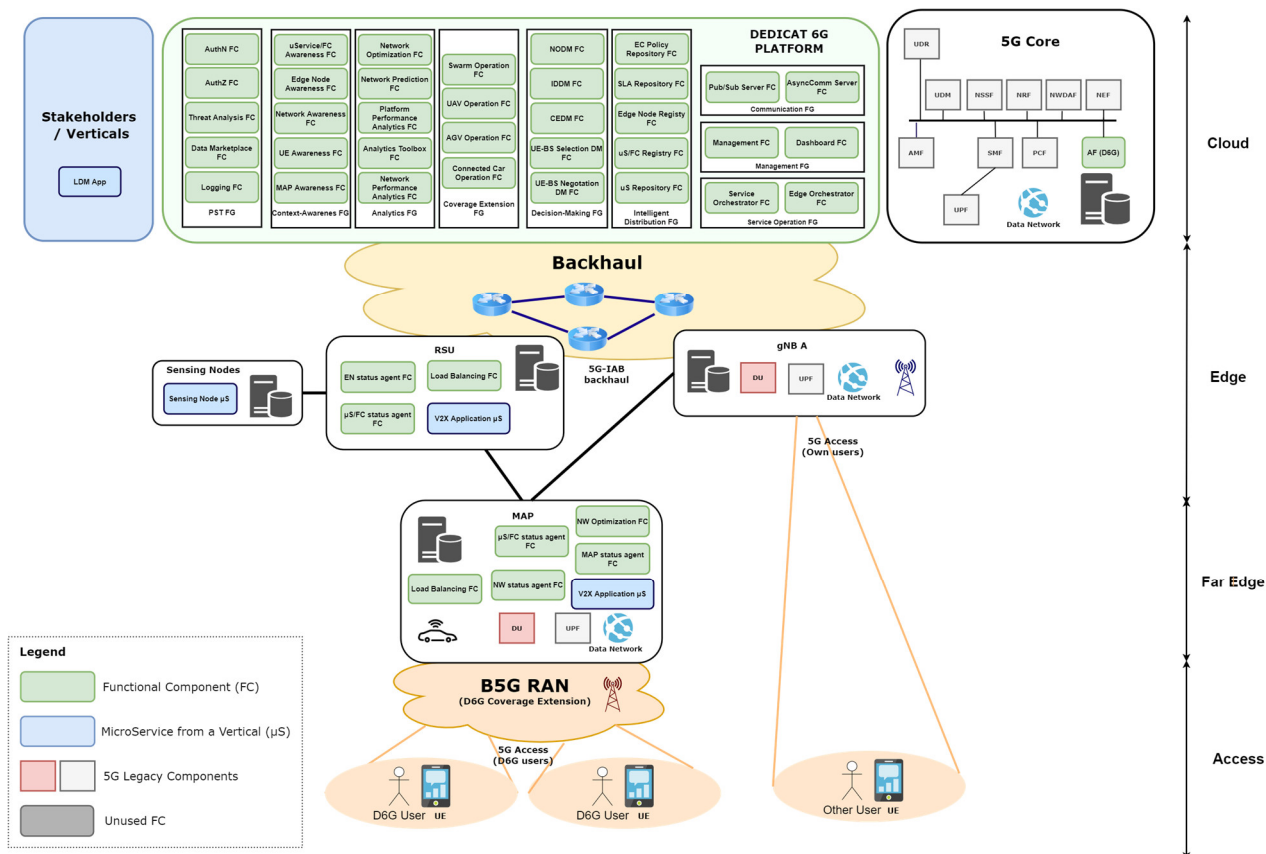 Stakeholders
/ Verticals
LDM App
DEDICAT 6G
PLATFORM
AuthN FC
AuthZ FC
Threat Analysis FC
Data Marketplace
FC
Logging FC
PST FG
uService/FC
Awareness FC
Edge Node
Awareness FC
Network Awareness
FC
UE Awareness FC
MAP Awareness FC
Context-Awarenes FG
Network
Optimization FC
Network Prediction
FC
Platform
Performance
Analytics FC
Analytics Toolbox
FC
Network
Performance
Analytics FC
Analytics FG
Swarm Operation
FC
UAV Operation FC
AGV Operation FC
Connected Car
Operation FC
Coverage Extension
FG
NODM FC
IDDM FC
CEDM FC
UE-BS Selection DM
FC
UE-BS Negotation
DM FC
Decision-Making FG
EC Policy
Repository FC
SLA Repository FC
Edge Node Registy
FC
uS/FC Registry FC
uS Repository FC
Intelligent
Distribution FG
Pub/Sub Server FC
AsyncComm Server
FC
Communication FG
Management FC
Dashboard FC
Management FG
Service
Orchestrator FC
Edge Orchestrator
FC
Service Operation FG
5G Core
UDR
UDM
NSSF
NRF
NWDAF
NEF
AMF
SMF
PCF
AF (D6G)
UPF
Data Network
Cloud
Backhaul
5G-IAB
backhaul
Sensing Nodes
Sensing Node µS
RSU
EN status agent FC
Load Balancing FC
µS/FC status agent
FC
V2X Application µS
gNB A
DU
UPF
Data Network
5G Access
(Own users)
Edge
MAP
NW Optimization FC
µS/FC status agent
FC
MAP status agent
FC
Load Balancing FC
NW status agent FC
V2X Application µS
DU
UPF
Data Network
Far Edge
B5G RAN
(D6G Coverage Extension)
5G Access
(D6G users)
D6G User UE
D6G User UE
Other User UE
Access
Legend
Functional Component (FC)
MicroService from a Vertical (µS)
5G Legacy Components
Unused FC